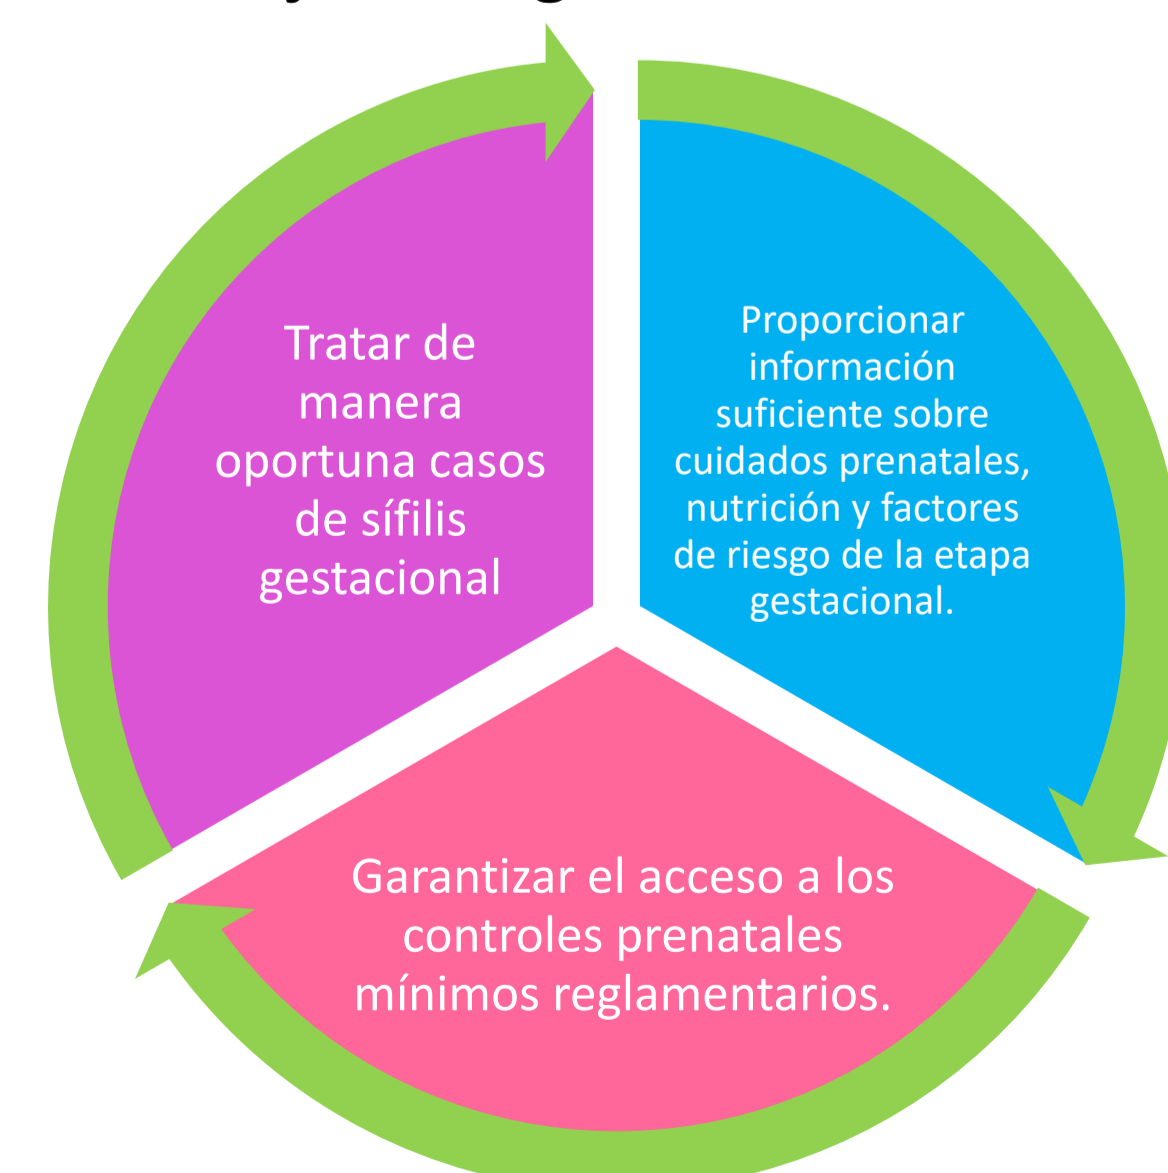 Tratar de
manera
oportuna casos
de sífilis
gestacional
Proporcionar
información
suficiente sobre
cuidados prenatales,
nutrición y factores
de riesgo de la etapa
gestacional.
Garantizar el acceso a los
controles prenatales
mínimos reglamentarios.